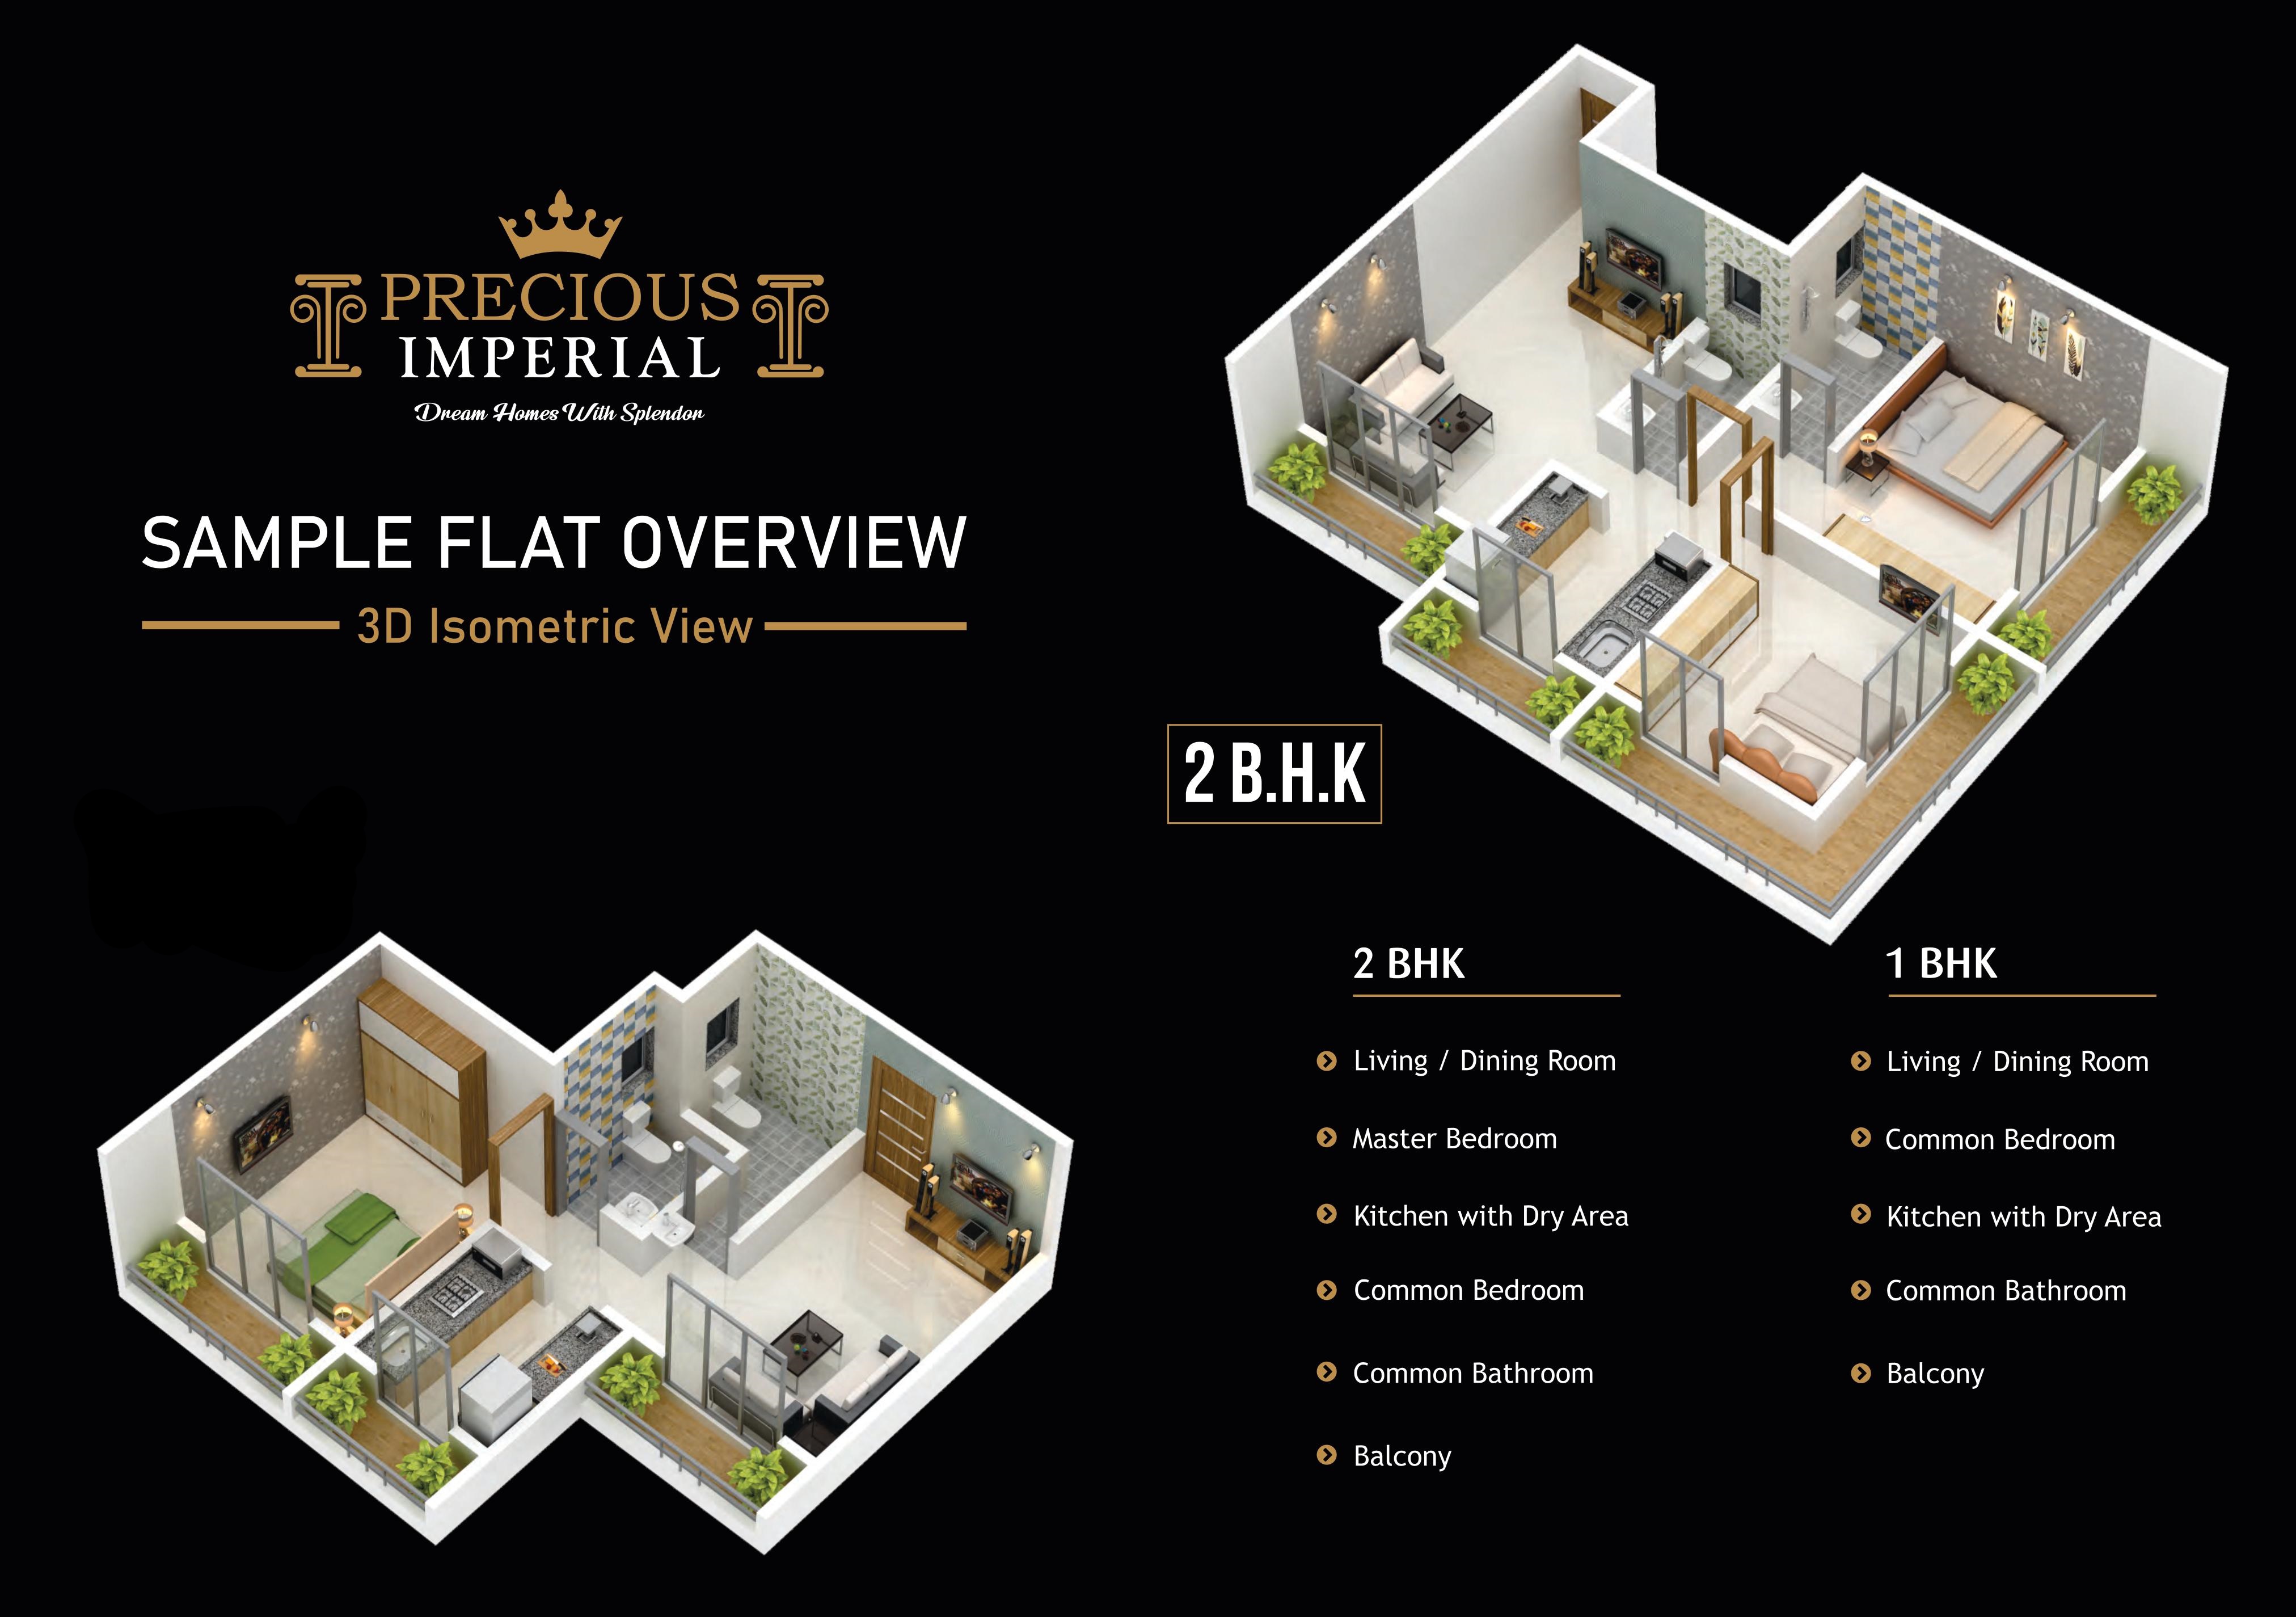 PRECIOUS
IMPERIAL
Dream Homes With Splendor
SAMPLE FLAT OVERVIEW
3D Isometric View
2 B.H.K
2 BHK
Living / Dining Room
Master Bedroom
Kitchen with Dry Area
Common Bedroom
Common Bathroom
Balcony
1 BHK
Living / Dining Room
Common Bedroom
Kitchen with Dry Area
Common Bathroom
Balcony